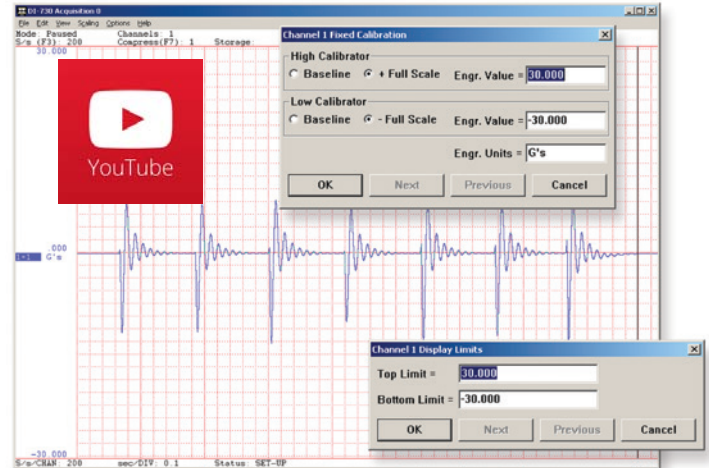 DI-730 Acquisition 0
File Edit View Scaling Options Help
Mode: Paused Channels: 1
S/s (F3): 200 Compress(F7): 1 Storage:
30.000
YouTube
Channel 1 Fixed Calibration
High Calibrator
Baseline + Full Scale Engr. Value = 30.000
Low Calibrator
Baseline - Full Scale Engr. Value = -30.000
Engr. Units = G's
OK Next Previous Cancel
.000
1=1 G's
Channel 1 Display Limits
Top Limit = 30.000
Bottom Limit = -30.000
OK Next Previous Cancel
-30.000
S/s/CHAN: 200 sec/DIV: 0.1 Status: SET-UP